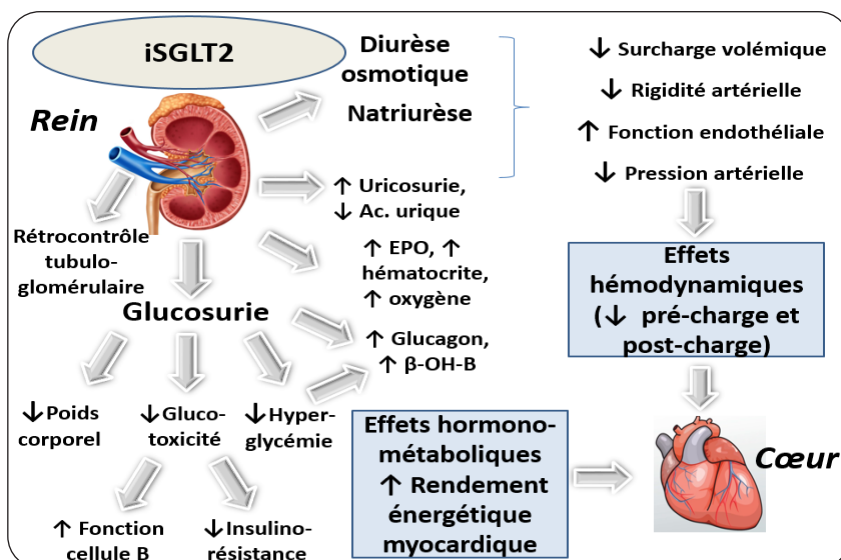 iSGLT2
Rein
Diurèse
osmotique
Natriurèse
↓ Surcharge volémique
↓ Rigidité artérielle
↑ Fonction endothéliale
↓ Pression artérielle
↑ Uricosurie,
↓ Ac. urique
Rétrocontrôle
tubulo-
glomérulaire
↑ EPO, ↑
hématocrite,
↑ oxygène
Glucosurie
↑ Glucagon,
↑ β-OH-B
Effets
hémodynamiques
(↓ pré-charge et
post-charge)
↓Poids
corporel
↓Gluco-
toxicité
↓Hyper-
glycémie
Effets hormono-
métaboliques
↑ Rendement
énergétique
myocardique
Cœur
↑ Fonction
cellule B
↓Insulino-
résistance